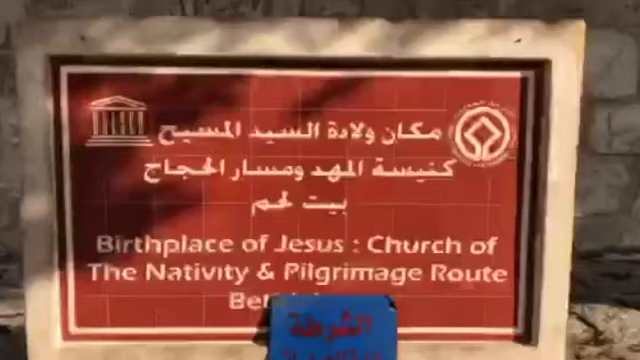 مكان ولادة السيد المسيح
كنيسة المهد ومسار الحجاج
بيت لحم
Birthplace of Jesus : Church of
The Nativity & Pilgrimage Route
الشرطة